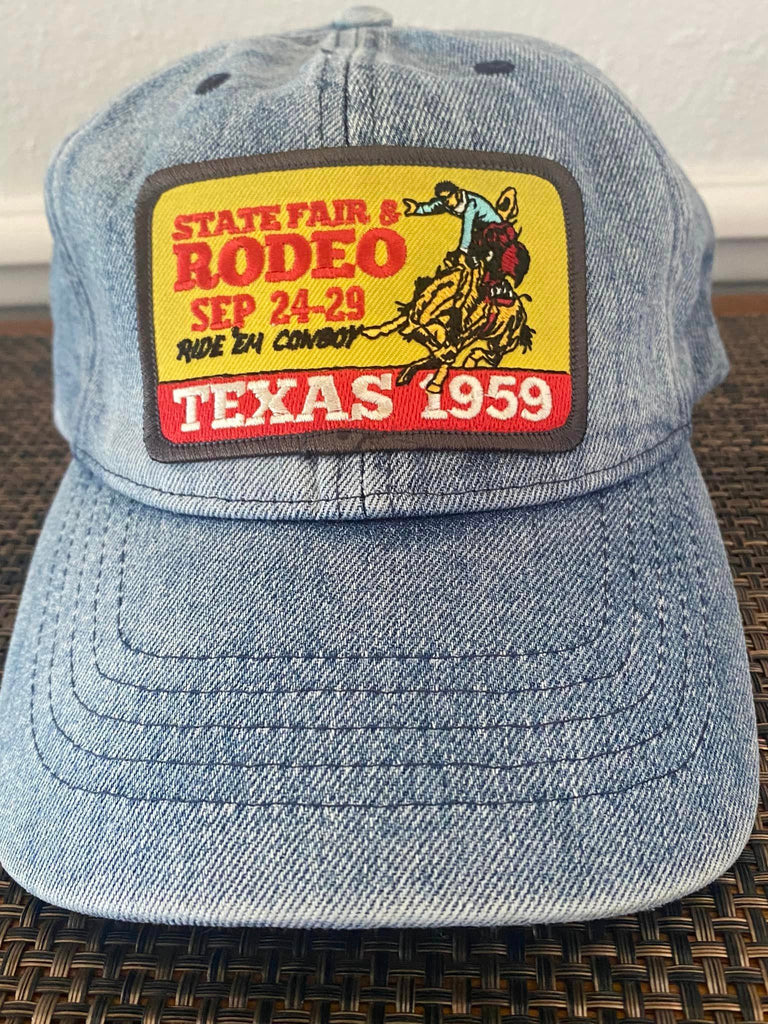 STATE FAIR &
RODEO
SEP 24-29
RIDE 'EM COWBOY
TEXAS 1959